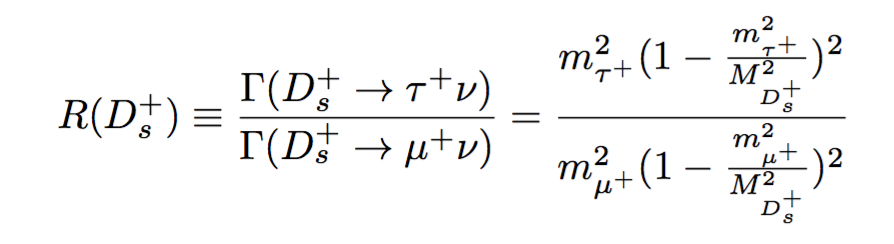 $R(D_s^+) \equiv \frac{\Gamma(D_s^+ \to \tau^+ \nu)}{\Gamma(D_s^+ \to \mu^+ \nu)} = \frac{m_{\tau^+}^2 (1 - \frac{m_{\tau^+}^2}{M_{D_s^+}^2})^2}{m_{\mu^+}^2 (1 - \frac{m_{\mu^+}^2}{M_{D_s^+}^2})^2}$